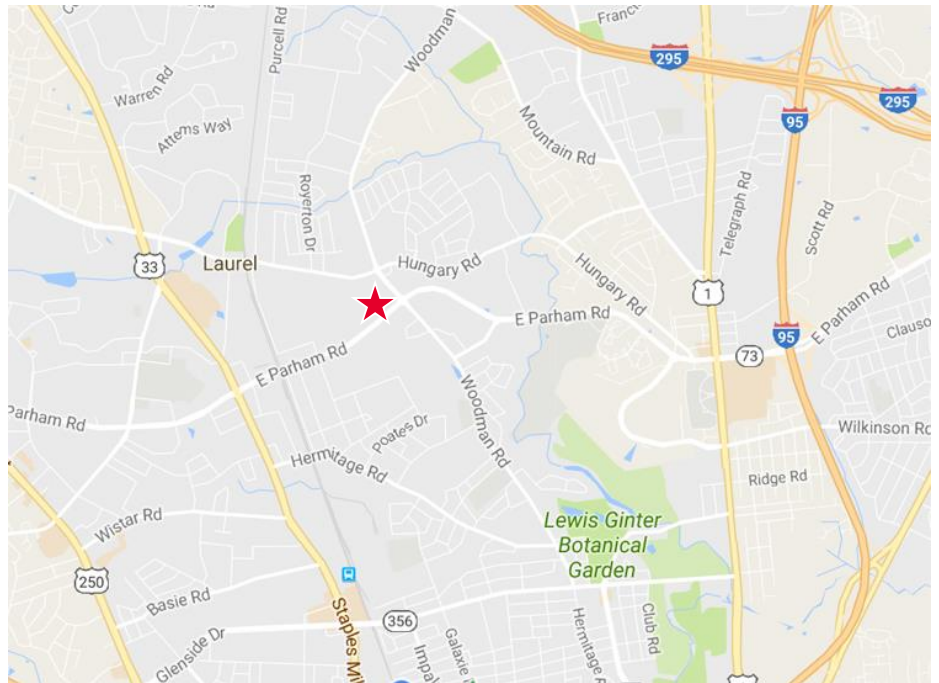 Woodman
Franc
Purcell Rd
295
Warren Rd
295
95
Attems Way
Mountain Rd
Royerton Dr
Telegraph Rd
Scott Rd
33
Laurel
Hungary Rd
Hungary Rd
1
E Parham Rd
E Parham Rd
95
Clauso
E Parham Rd
73
Parham Rd
Woodman Rd
Poates Dr
Wilkinson Rd
Hermitage Rd
Ridge Rd
Wistar Rd
Lewis Ginter
Botanical
Garden
250
Basie Rd
Staples Mil
356
Glenside Dr
Impal
Galaxie
Hermitage R
Club Rd